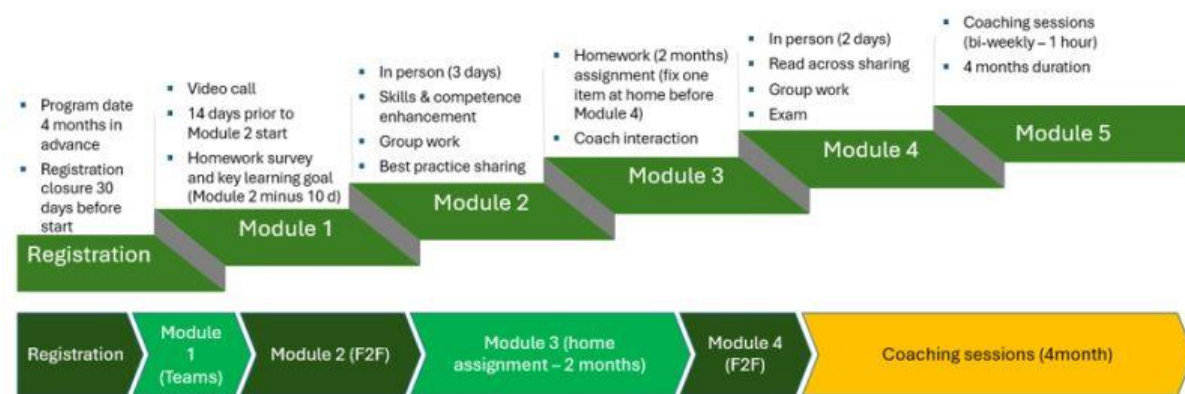 Program date
4 months in
advance
Registration
closure 30
days before
start
Registration
Video call
14 days prior to
Module 2 start
Homework survey
and key learning goal
(Module 2 minus 10 d)
Module 1
In person (3 days)
Skills & competence
enhancement
Group work
Best practice sharing
Module 2
Homework (2 months)
assignment (fix one
item at home before
Module 4)
Coach interaction
Module 3
In person (2 days)
Read across sharing
Group work
Exam
Module 4
Coaching sessions
(bi-weekly – 1 hour)
4 months duration
Module 5
Registration
Module
1
(Teams)
Module 2 (F2F)
Module 3 (home
assignment – 2 months)
Module 4
(F2F)
Coaching sessions (4month)